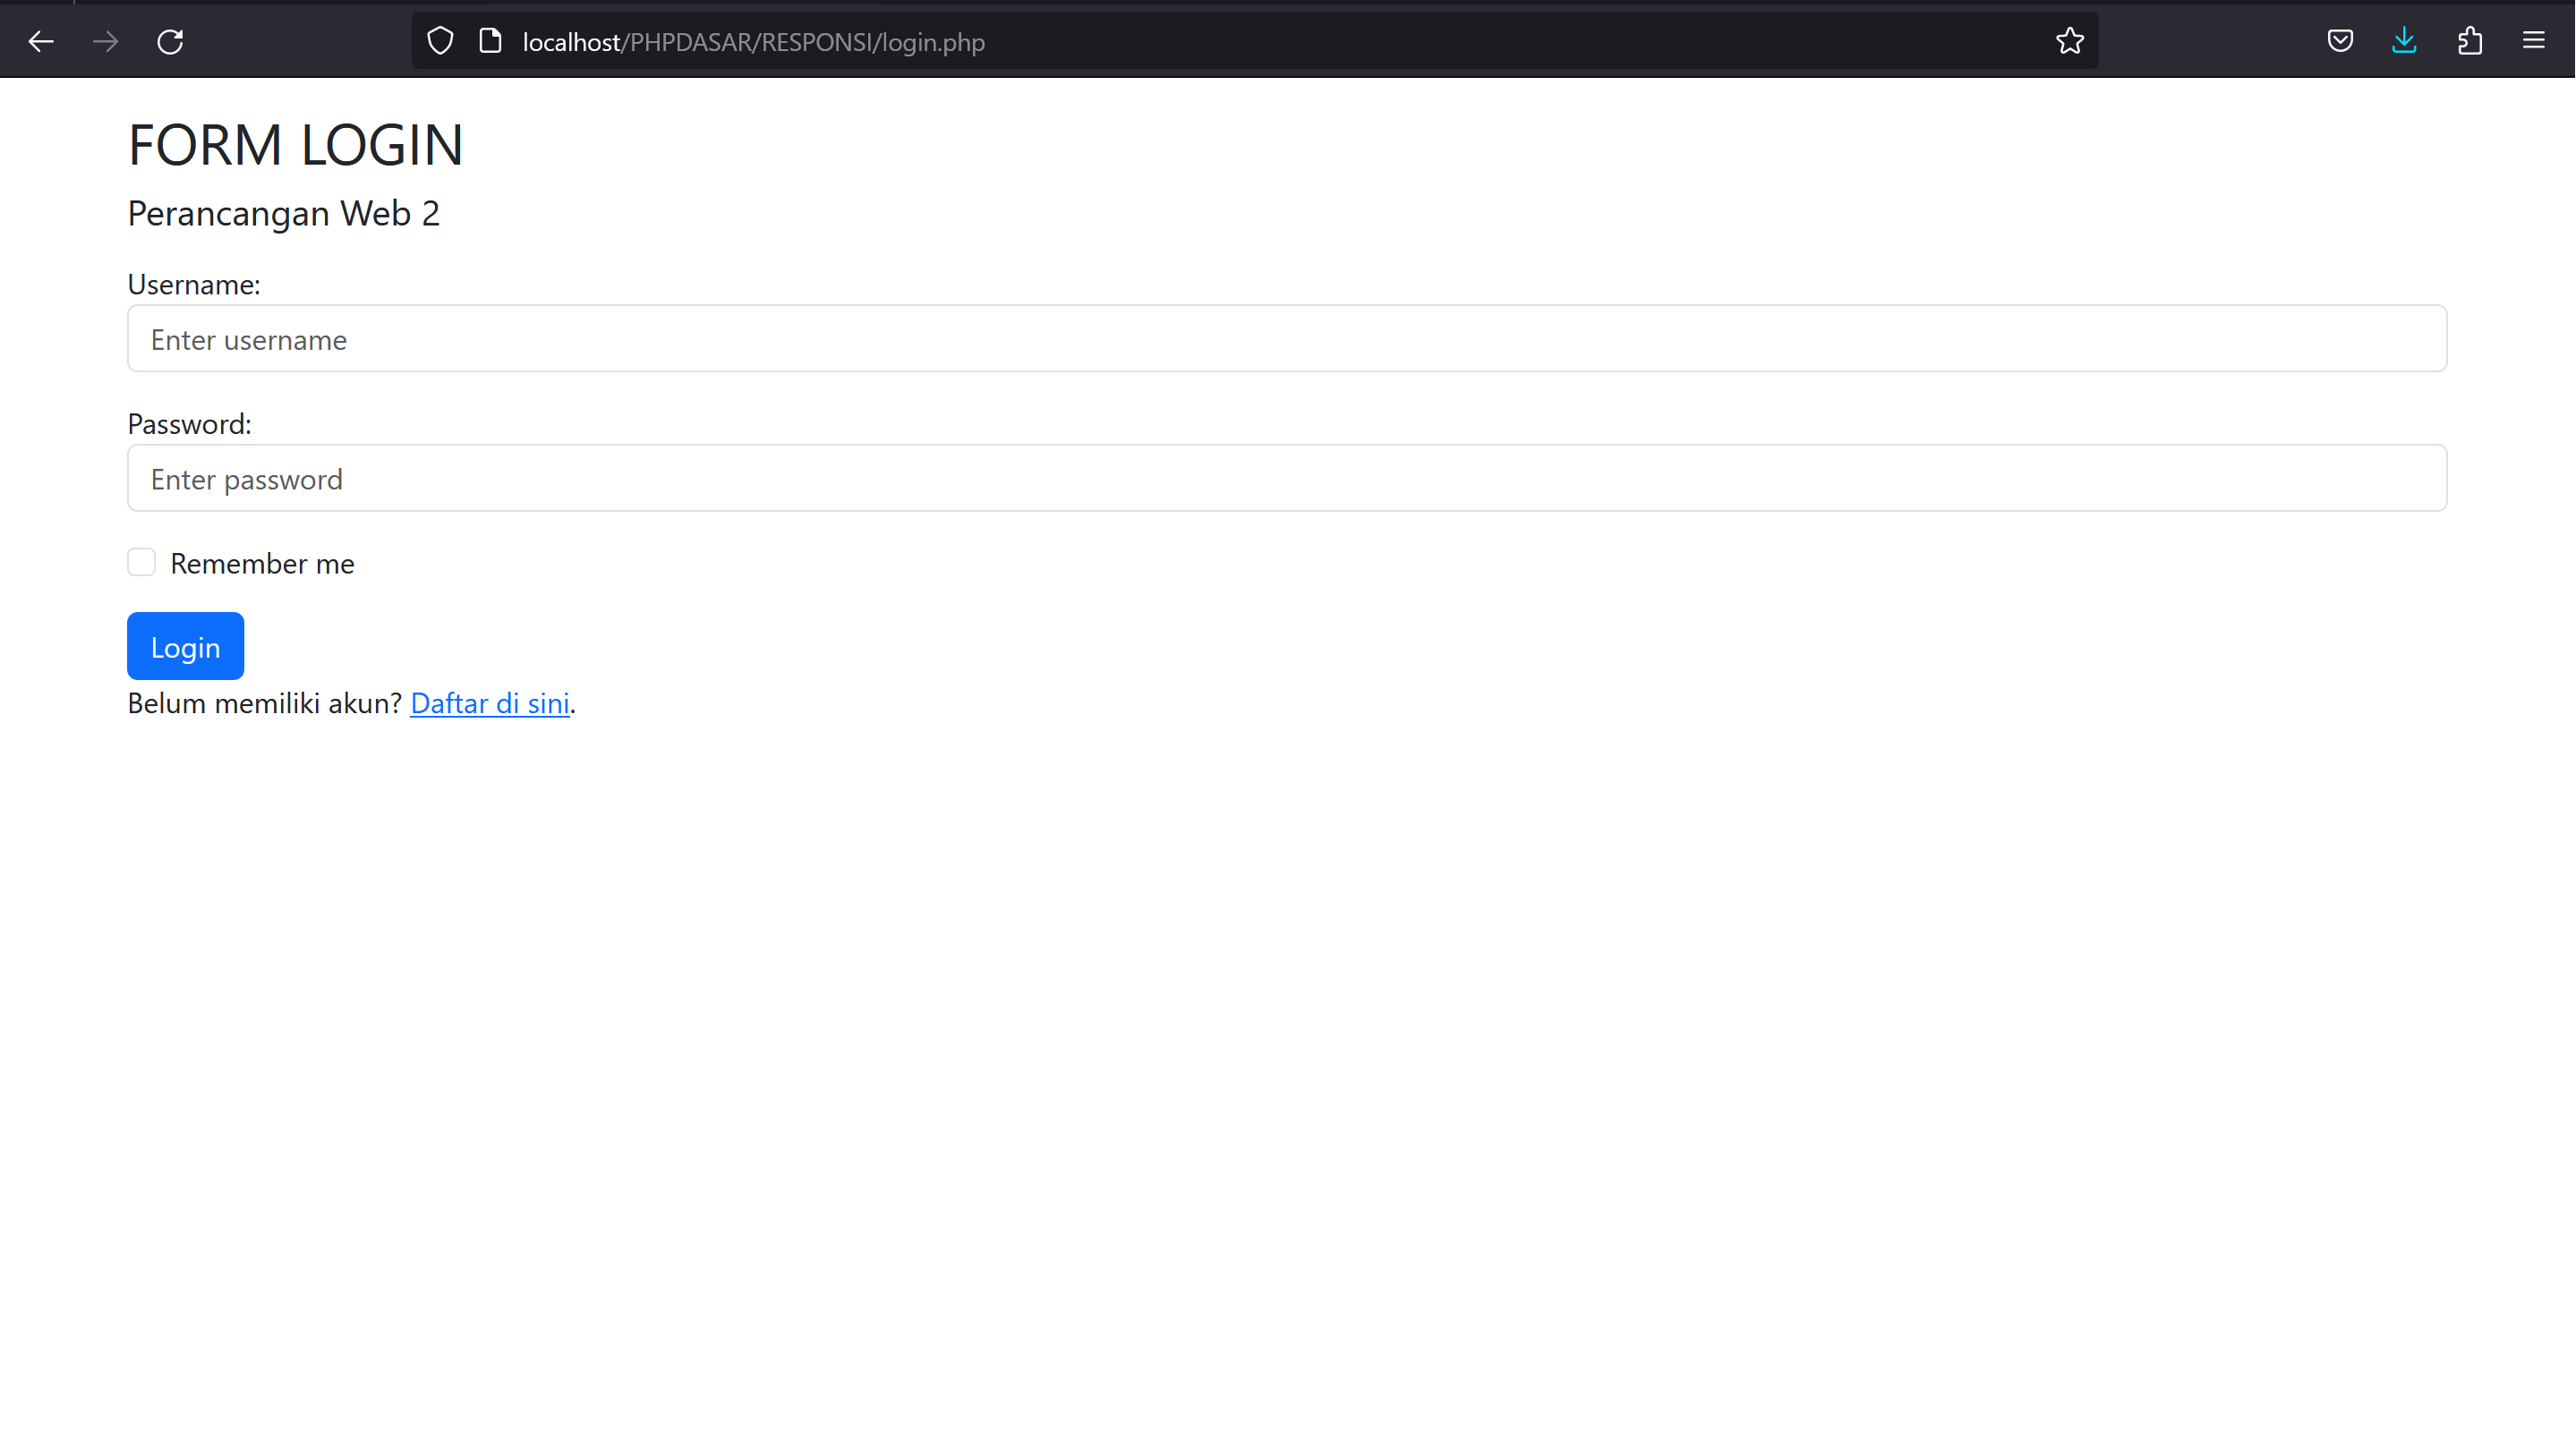 localhost/PHPDASAR/RESPONSI/login.php
FORM LOGIN
Perancangan Web 2
Username:
Enter username
Password:
Enter password
Remember me
Login
Belum memiliki akun? Daftar di sini.